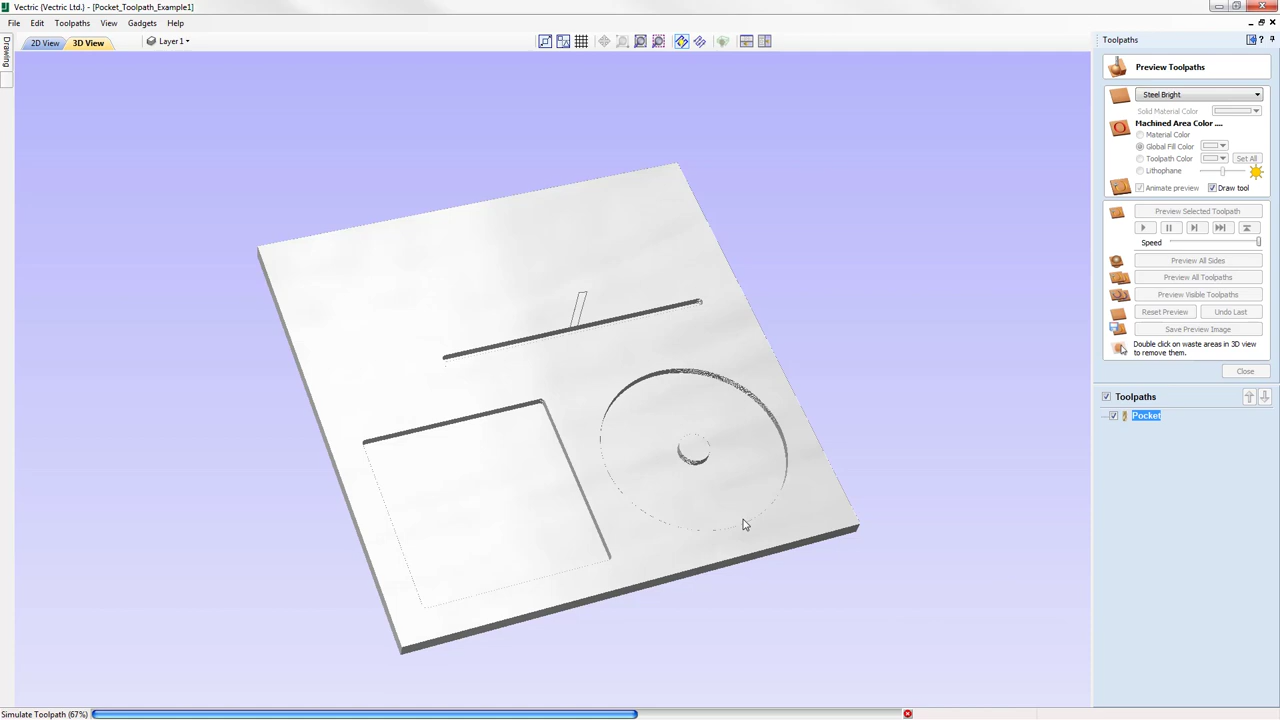 Vectric (Vectric Ltd.) - [Pocket_Toolpath_Example1]
File Edit Toolpaths View Gadgets Help
2D View 3D View Layer 1
Drawing
Toolpaths
Preview Toolpaths
Steel Bright
Solid Material Color
Machined Area Color ....
Material Color
Global Fill Color
Toolpath Color Set All
Lithophane
Animate preview Draw tool
Preview Selected Toolpath
Speed
Preview All Sides
Preview All Toolpaths
Preview Visible Toolpaths
Reset Preview Undo Last
Save Preview Image
Double click on waste areas in 3D view
to remove them.
Close
Toolpaths
Pocket
Simulate Toolpath (67%)